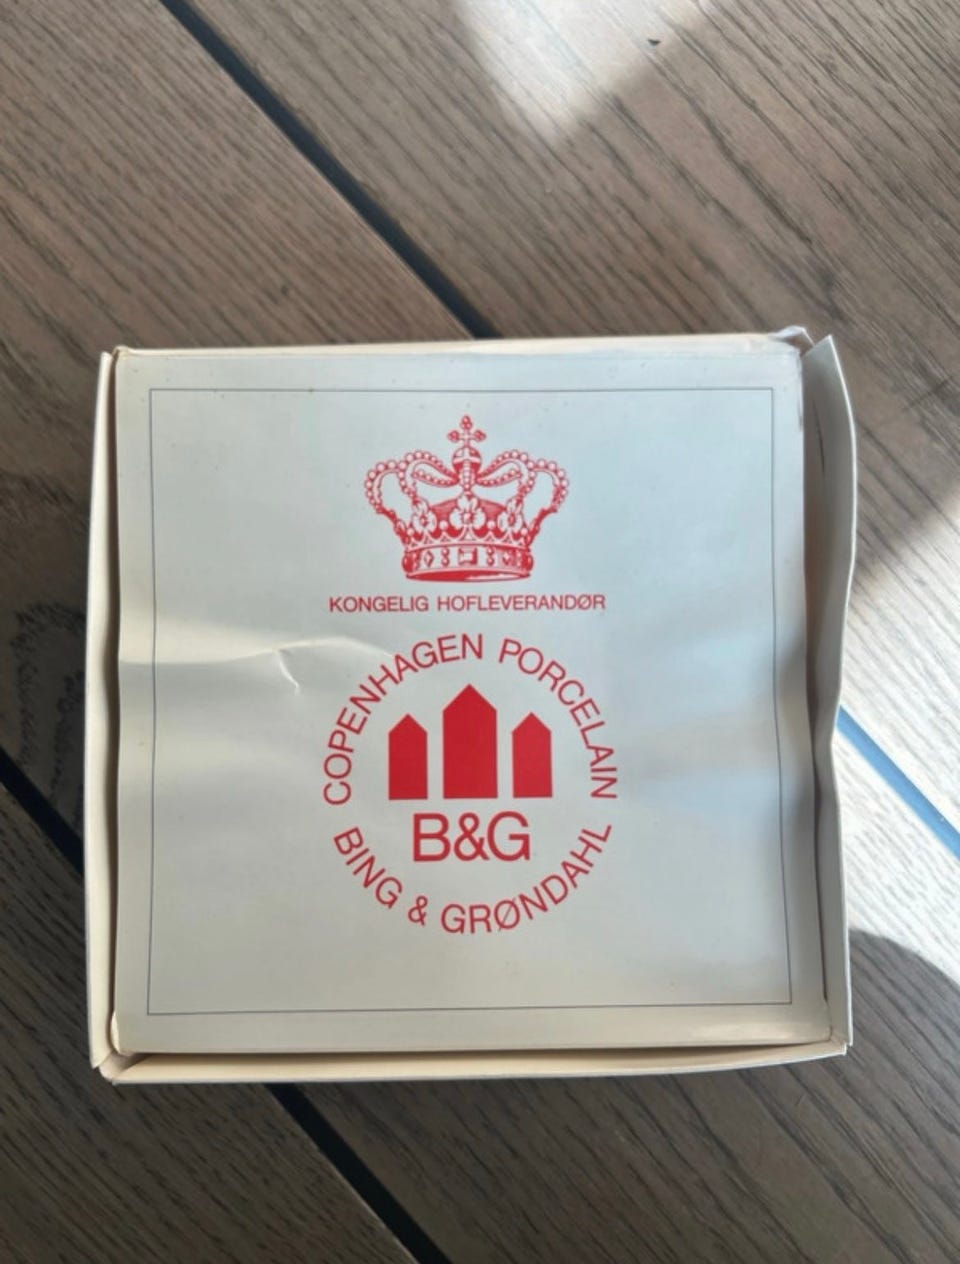 KONGELIG HOFLEVERANDØR
COPENHAGEN PORCELAIN
B&G
BING & GRØNDAHL